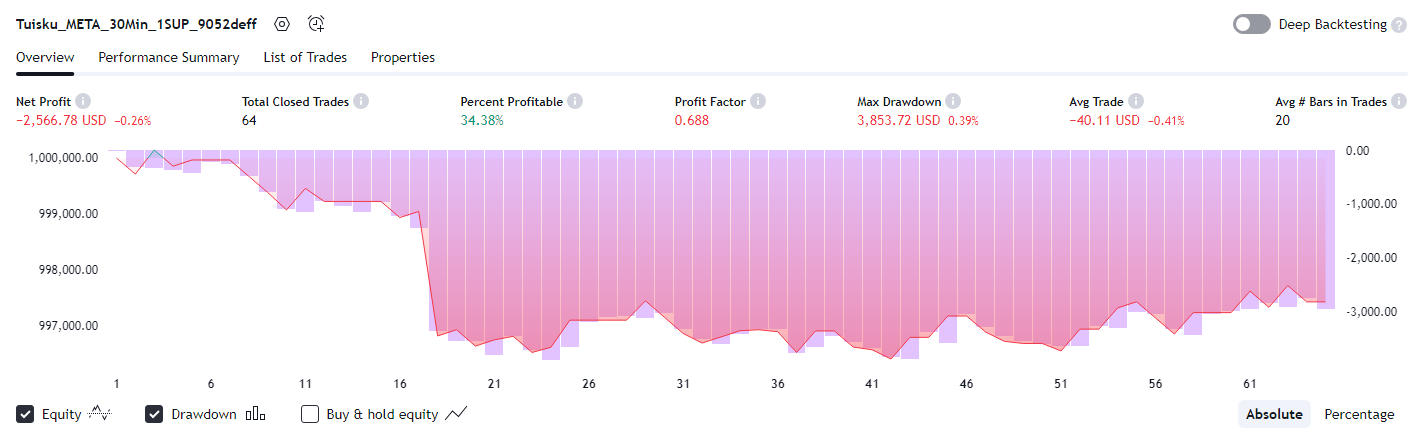 Tuisku_META_30Min_1SUP_9052deff
Deep Backtesting
Overview Performance Summary List of Trades Properties
Net Profit Total Closed Trades Percent Profitable Profit Factor Max Drawdown Avg Trade Avg # Bars in Trades
−2,566.78 USD −0.26% 64 34.38% 0.688 3,853.72 USD 0.39% −40.11 USD −0.41% 20
1,000,000.00 0.00
999,000.00 -1,000.00
998,000.00 -2,000.00
997,000.00 -3,000.00
1 6 11 16 21 26 31 36 41 46 51 56 61
Equity Drawdown Buy & hold equity Absolute Percentage